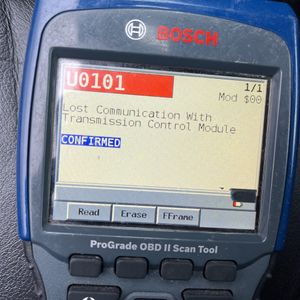 BOSCH
U0101
1/1
Mod $00
Lost Communication With
Transmission Control Module
CONFIRMED
Read Erase FFrame
ProGrade OBD II Scan Tool